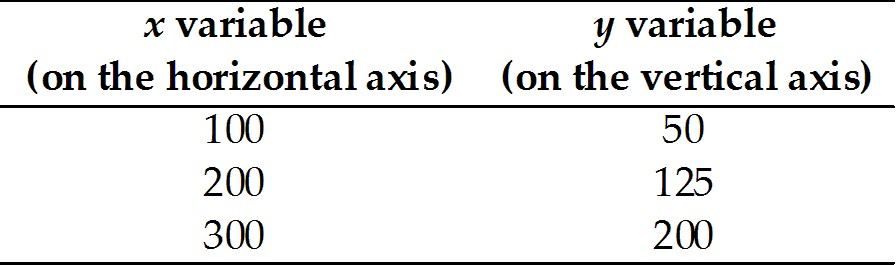 x variable y variable
(on the horizontal axis) (on the vertical axis)
100 50
200 125
300 200